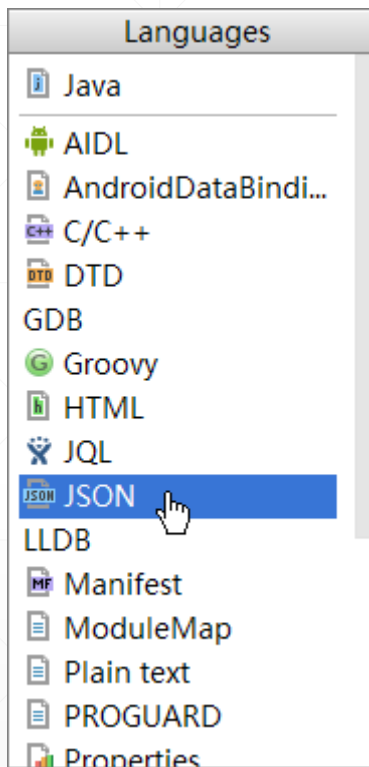 Languages
Java
AIDL
AndroidDataBindi...
C/C++
DTD
GDB
Groovy
HTML
JQL
JSON
LLDB
Manifest
ModuleMap
Plain text
PROGUARD
Properties